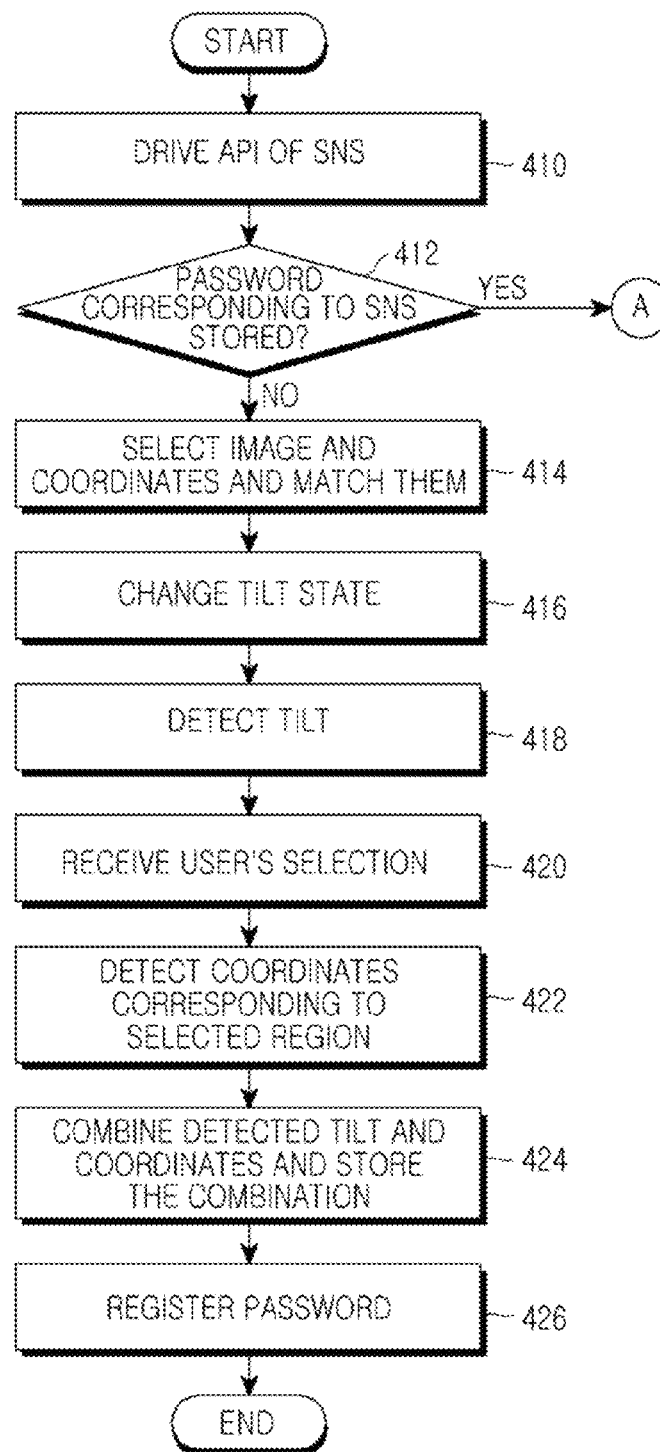 START
DRIVE API OF SNS
410
412
PASSWORD
CORRESPONDING TO SNS
STORED?
YES
A
NO
SELECT IMAGE AND
COORDINATES AND MATCH THEM
414
CHANGE TILT STATE
416
DETECT TILT
418
RECEIVE USER'S SELECTION
420
DETECT COORDINATES
CORRESPONDING TO
SELECTED REGION
422
COMBINE DETECTED TILT AND
COORDINATES AND STORE
THE COMBINATION
424
REGISTER PASSWORD
426
END